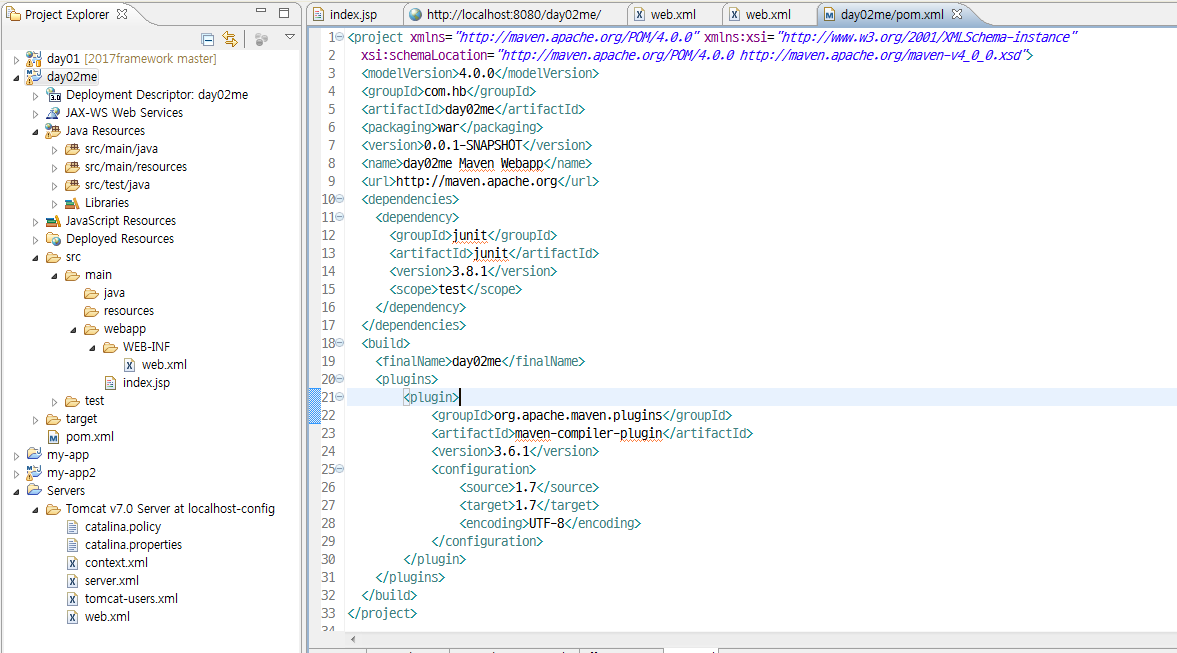 Project Explorer
day01 [2017framework master]
day02me
Deployment Descriptor: day02me
JAX-WS Web Services
Java Resources
src/main/java
src/main/resources
src/test/java
Libraries
JavaScript Resources
Deployed Resources
src
main
java
resources
webapp
WEB-INF
web.xml
index.jsp
test
target
pom.xml
my-app
my-app2
Servers
Tomcat v7.0 Server at localhost-config
catalina.policy
catalina.properties
context.xml
server.xml
tomcat-users.xml
web.xml
index.jsp http://localhost:8080/day02me/ web.xml web.xml day02me/pom.xml
1 <project xmlns="http://maven.apache.org/POM/4.0.0" xmlns:xsi="http://www.w3.org/2001/XMLSchema-instance"
2 xsi:schemaLocation="http://maven.apache.org/POM/4.0.0 http://maven.apache.org/maven-v4_0_0.xsd">
3 <modelVersion>4.0.0</modelVersion>
4 <groupId>com.hb</groupId>
5 <artifactId>day02me</artifactId>
6 <packaging>war</packaging>
7 <version>0.0.1-SNAPSHOT</version>
8 <name>day02me Maven Webapp</name>
9 <url>http://maven.apache.org</url>
10 <dependencies>
11 <dependency>
12 <groupId>junit</groupId>
13 <artifactId>junit</artifactId>
14 <version>3.8.1</version>
15 <scope>test</scope>
16 </dependency>
17 </dependencies>
18 <build>
19 <finalName>day02me</finalName>
20 <plugins>
21 <plugin>
22 <groupId>org.apache.maven.plugins</groupId>
23 <artifactId>maven-compiler-plugin</artifactId>
24 <version>3.6.1</version>
25 <configuration>
26 <source>1.7</source>
27 <target>1.7</target>
28 <encoding>UTF-8</encoding>
29 </configuration>
30 </plugin>
31 </plugins>
32 </build>
33 </project>
34